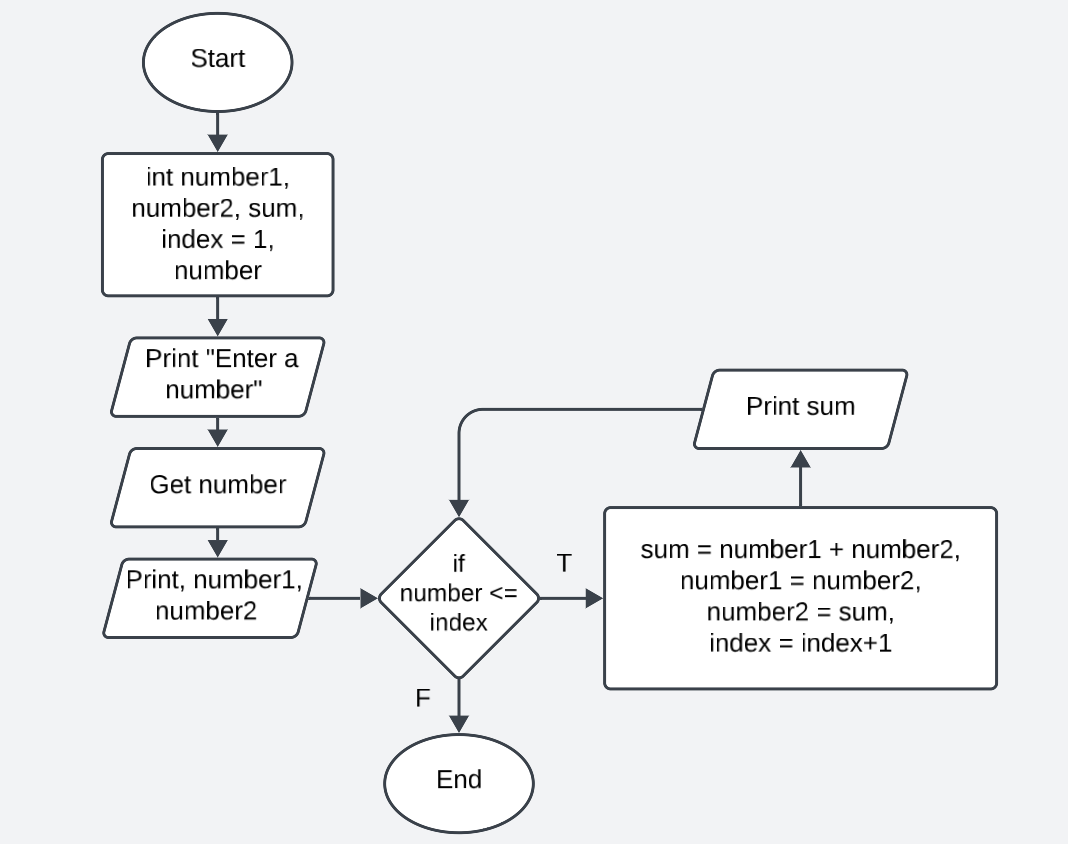 Start
int number1,
number2, sum,
index = 1,
number
Print "Enter a
number"
Get number
Print, number1,
number2
if
number <=
index
T
sum = number1 + number2,
number1 = number2,
number2 = sum,
index = index+1
Print sum
F
End